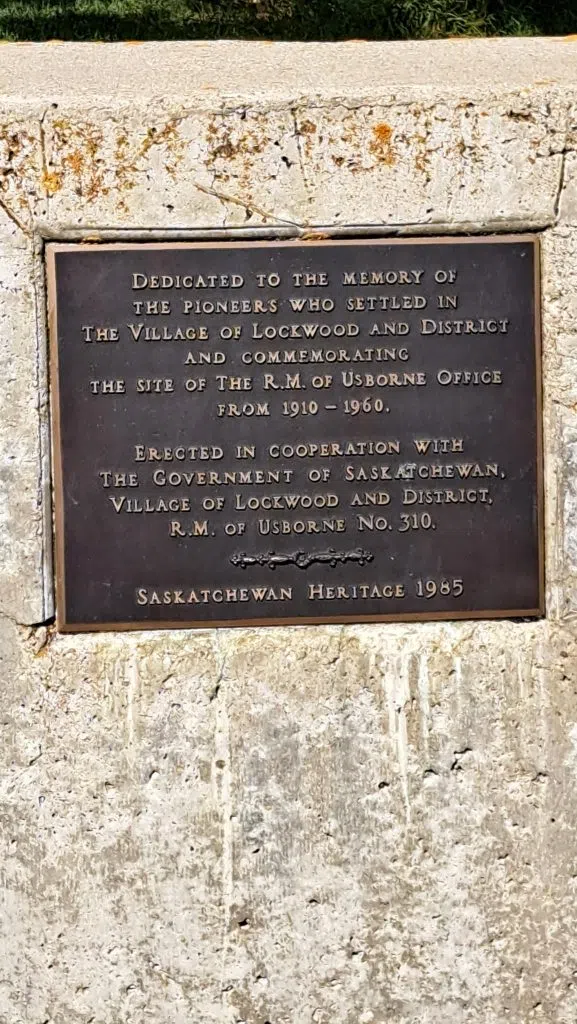 Dedicated to the memory of
the pioneers who settled in
The Village of Lockwood and District
and commemorating
the site of The R.M. of Usborne Office
from 1910 – 1960.
Erected in cooperation with
The Government of Saskatchewan,
Village of Lockwood and District,
R.M. of Usborne No. 310.
Saskatchewan Heritage 1985